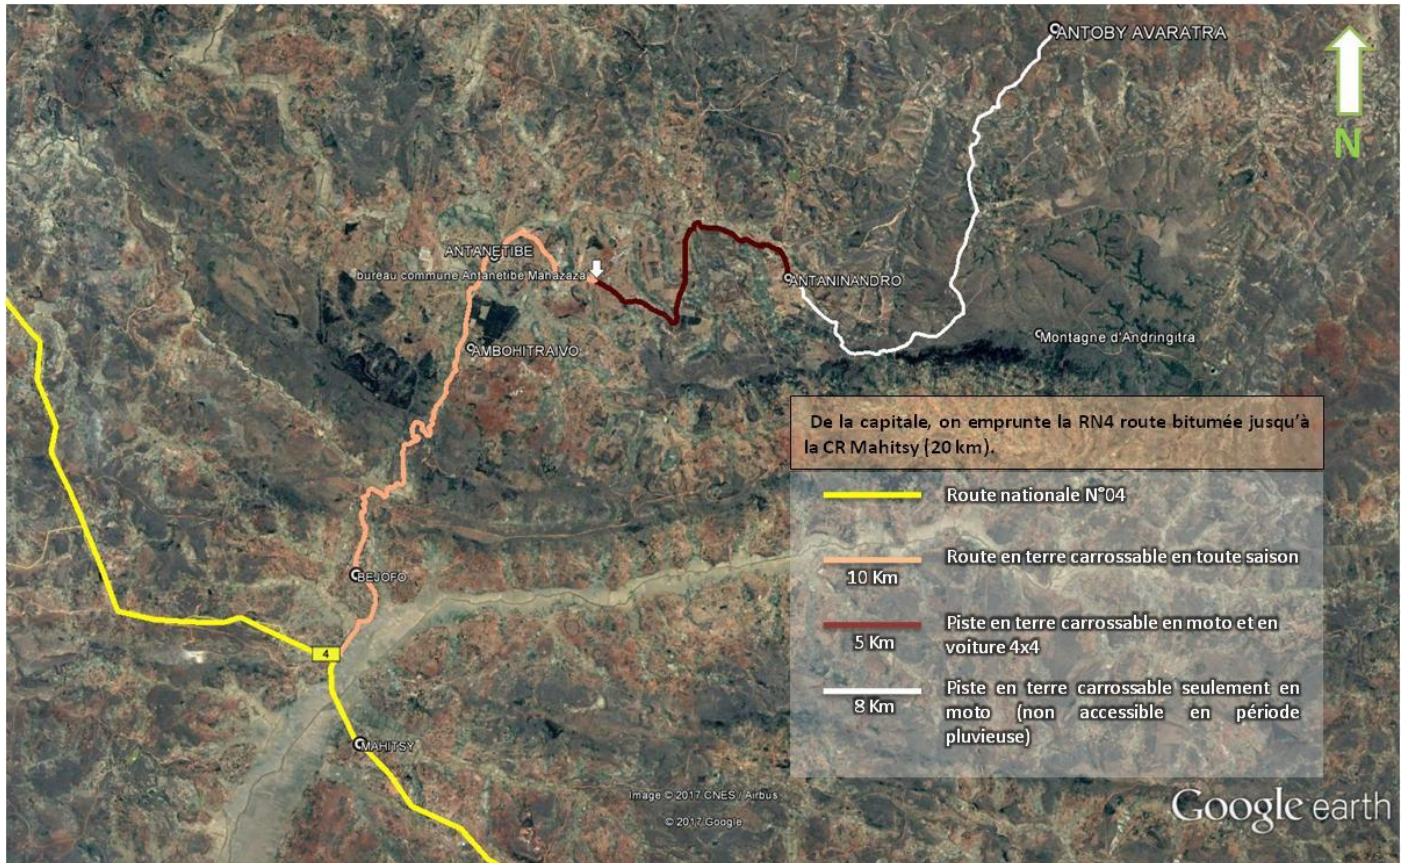 ANTOBY AVARATRA
N
ANTANETIBE
bureau commune Antanetibe Mahazaza
ANTANINANDRO
AMBOHITRAIVO
Montagne d'Andringitra
De la capitale, on emprunte la RN4 route bitumée jusqu'à
la CR Mahitsy (20 km).
Route nationale N°04
Route en terre carrossable en toute saison
10 Km
Piste en terre carrossable en moto et en
voiture 4x4
5 Km
Piste en terre carrossable seulement en
moto (non accessible en période
pluvieuse)
8 Km
BEJOFO
4
MAHITSY
Image © 2017 CNES / Airbus
© 2017 Google
Google earth